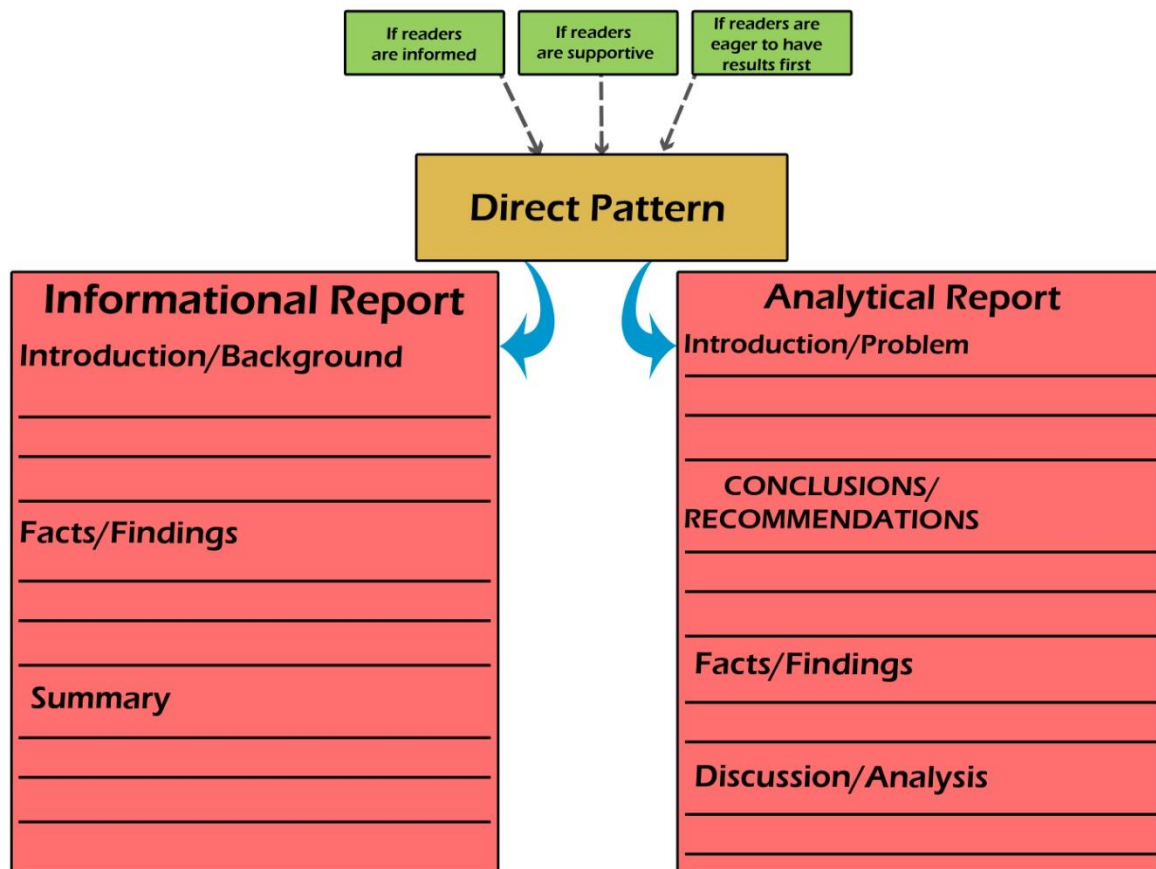 If readers
are informed
If readers
are supportive
If readers are
eager to have
results first
Direct Pattern
Informational Report
Introduction/Background
Facts/Findings
Summary
Analytical Report
Introduction/Problem
CONCLUSIONS/
RECOMMENDATIONS
Facts/Findings
Discussion/Analysis